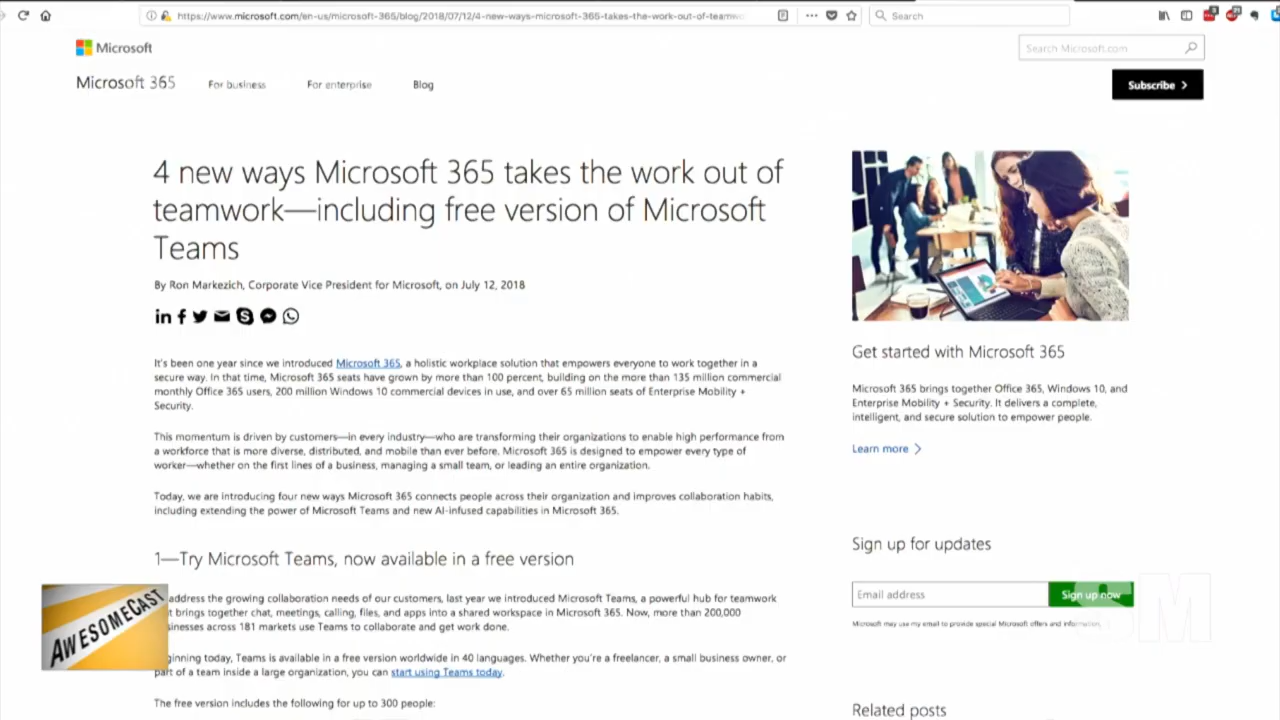 https://www.microsoft.com/en-us/microsoft-365/blog/2018/07/12/4-new-ways-microsoft-365-takes-the-work-out-of-teamwo
Search
Microsoft
Search Microsoft.com
Microsoft 365
For business
For enterprise
Blog
Subscribe
4 new ways Microsoft 365 takes the work out of
teamwork—including free version of Microsoft
Teams
By Ron Markezich, Corporate Vice President for Microsoft, on July 12, 2018
It's been one year since we introduced Microsoft 365, a holistic workplace solution that empowers everyone to work together in a
secure way. In that time, Microsoft 365 seats have grown by more than 100 percent, building on the more than 135 million commercial
monthly Office 365 users, 200 million Windows 10 commercial devices in use, and over 65 million seats of Enterprise Mobility +
Security.
This momentum is driven by customers—in every industry—who are transforming their organizations to enable high performance from
a workforce that is more diverse, distributed, and mobile than ever before. Microsoft 365 is designed to empower every type of
worker—whether on the first lines of a business, managing a small team, or leading an entire organization.
Today, we are introducing four new ways Microsoft 365 connects people across their organization and improves collaboration habits,
including extending the power of Microsoft Teams and new AI-infused capabilities in Microsoft 365.
1—Try Microsoft Teams, now available in a free version
address the growing collaboration needs of our customers, last year we introduced Microsoft Teams, a powerful hub for teamwork
t brings together chat, meetings, calling, files, and apps into a shared workspace in Microsoft 365. Now, more than 200,000
sinesses across 181 markets use Teams to collaborate and get work done.
ginning today, Teams is available in a free version worldwide in 40 languages. Whether you're a freelancer, a small business owner, or
part of a team inside a large organization, you can start using Teams today.
The free version includes the following for up to 300 people:
Get started with Microsoft 365
Microsoft 365 brings together Office 365, Windows 10, and
Enterprise Mobility + Security. It delivers a complete,
intelligent, and secure solution to empower people.
Learn more
Sign up for updates
Email address
Sign up now
Microsoft may use my email to provide special Microsoft offers and information.
Related posts
AWESOMECAST
SM